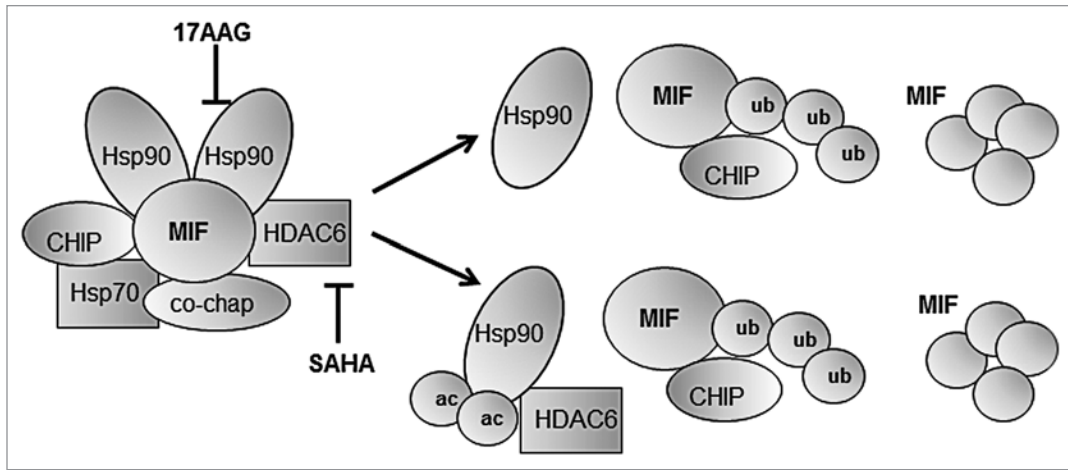 17AAG
Hsp90
Hsp90
CHIP
MIF
HDAC6
Hsp70
co-chap
SAHA
Hsp90
MIF
ub
ub
ub
CHIP
MIF
Hsp90
ac
ac
HDAC6
MIF
ub
ub
ub
CHIP
MIF